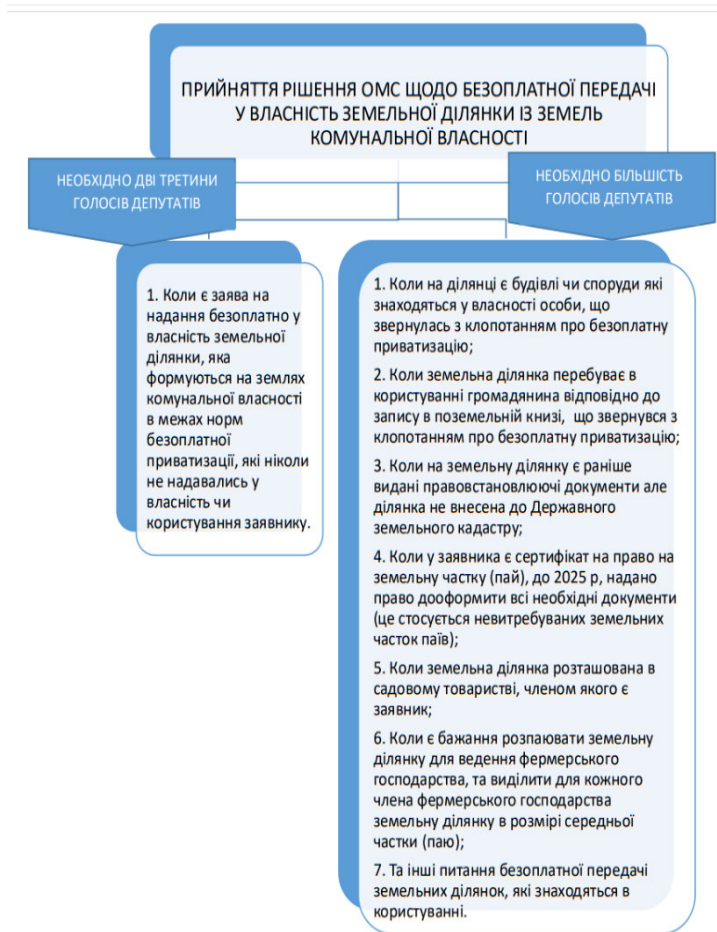 ПРИЙНЯТТЯ РІШЕННЯ ОМС ЩОДО БЕЗОПЛАТНОЇ ПЕРЕДАЧІ
У ВЛАСНІСТЬ ЗЕМЕЛЬНОЇ ДІЛЯНКИ ІЗ ЗЕМЕЛЬ
КОМУНАЛЬНОЇ ВЛАСНОСТІ
НЕОБХІДНО ДВІ ТРЕТИНИ
ГОЛОСІВ ДЕПУТАТІВ
1. Коли є заява на
надання безоплатно у
власність земельної
ділянки, яка
формуються на землях
комунальної власності
в межах норм
безоплатної
приватизації, які ніколи
не надавались у
власність чи
користування заявнику.
НЕОБХІДНО БІЛЬШІСТЬ
ГОЛОСІВ ДЕПУТАТІВ
1. Коли на ділянці є будівлі чи споруди які
знаходяться у власності особи, що
звернулась з клопотанням про безоплатну
приватизацію;
2. Коли земельна ділянка перебуває в
користуванні громадянина відповідно до
запису в поземельній книзі, що звернувся з
клопотанням про безоплатну приватизацію;
3. Коли на земельну ділянку є раніше
видані правовстановлюючі документи але
ділянка не внесена до Державного
земельного кадастру;
4. Коли у заявника є сертифікат на право на
земельну частку (пай), до 2025 р, надано
право дооформити всі необхідні документи
(це стосується невитребуваних земельних
часток паїв);
5. Коли земельна ділянка розташована в
садовому товаристві, членом якого є
заявник;
6. Коли є бажання розпаювати земельну
ділянку для ведення фермерського
господарства, та виділити для кожного
члена фермерського господарства
земельну ділянку в розмірі середньої
частки (паю);
7. Та інші питання безоплатної передачі
земельних ділянок, які знаходяться в
користуванні.